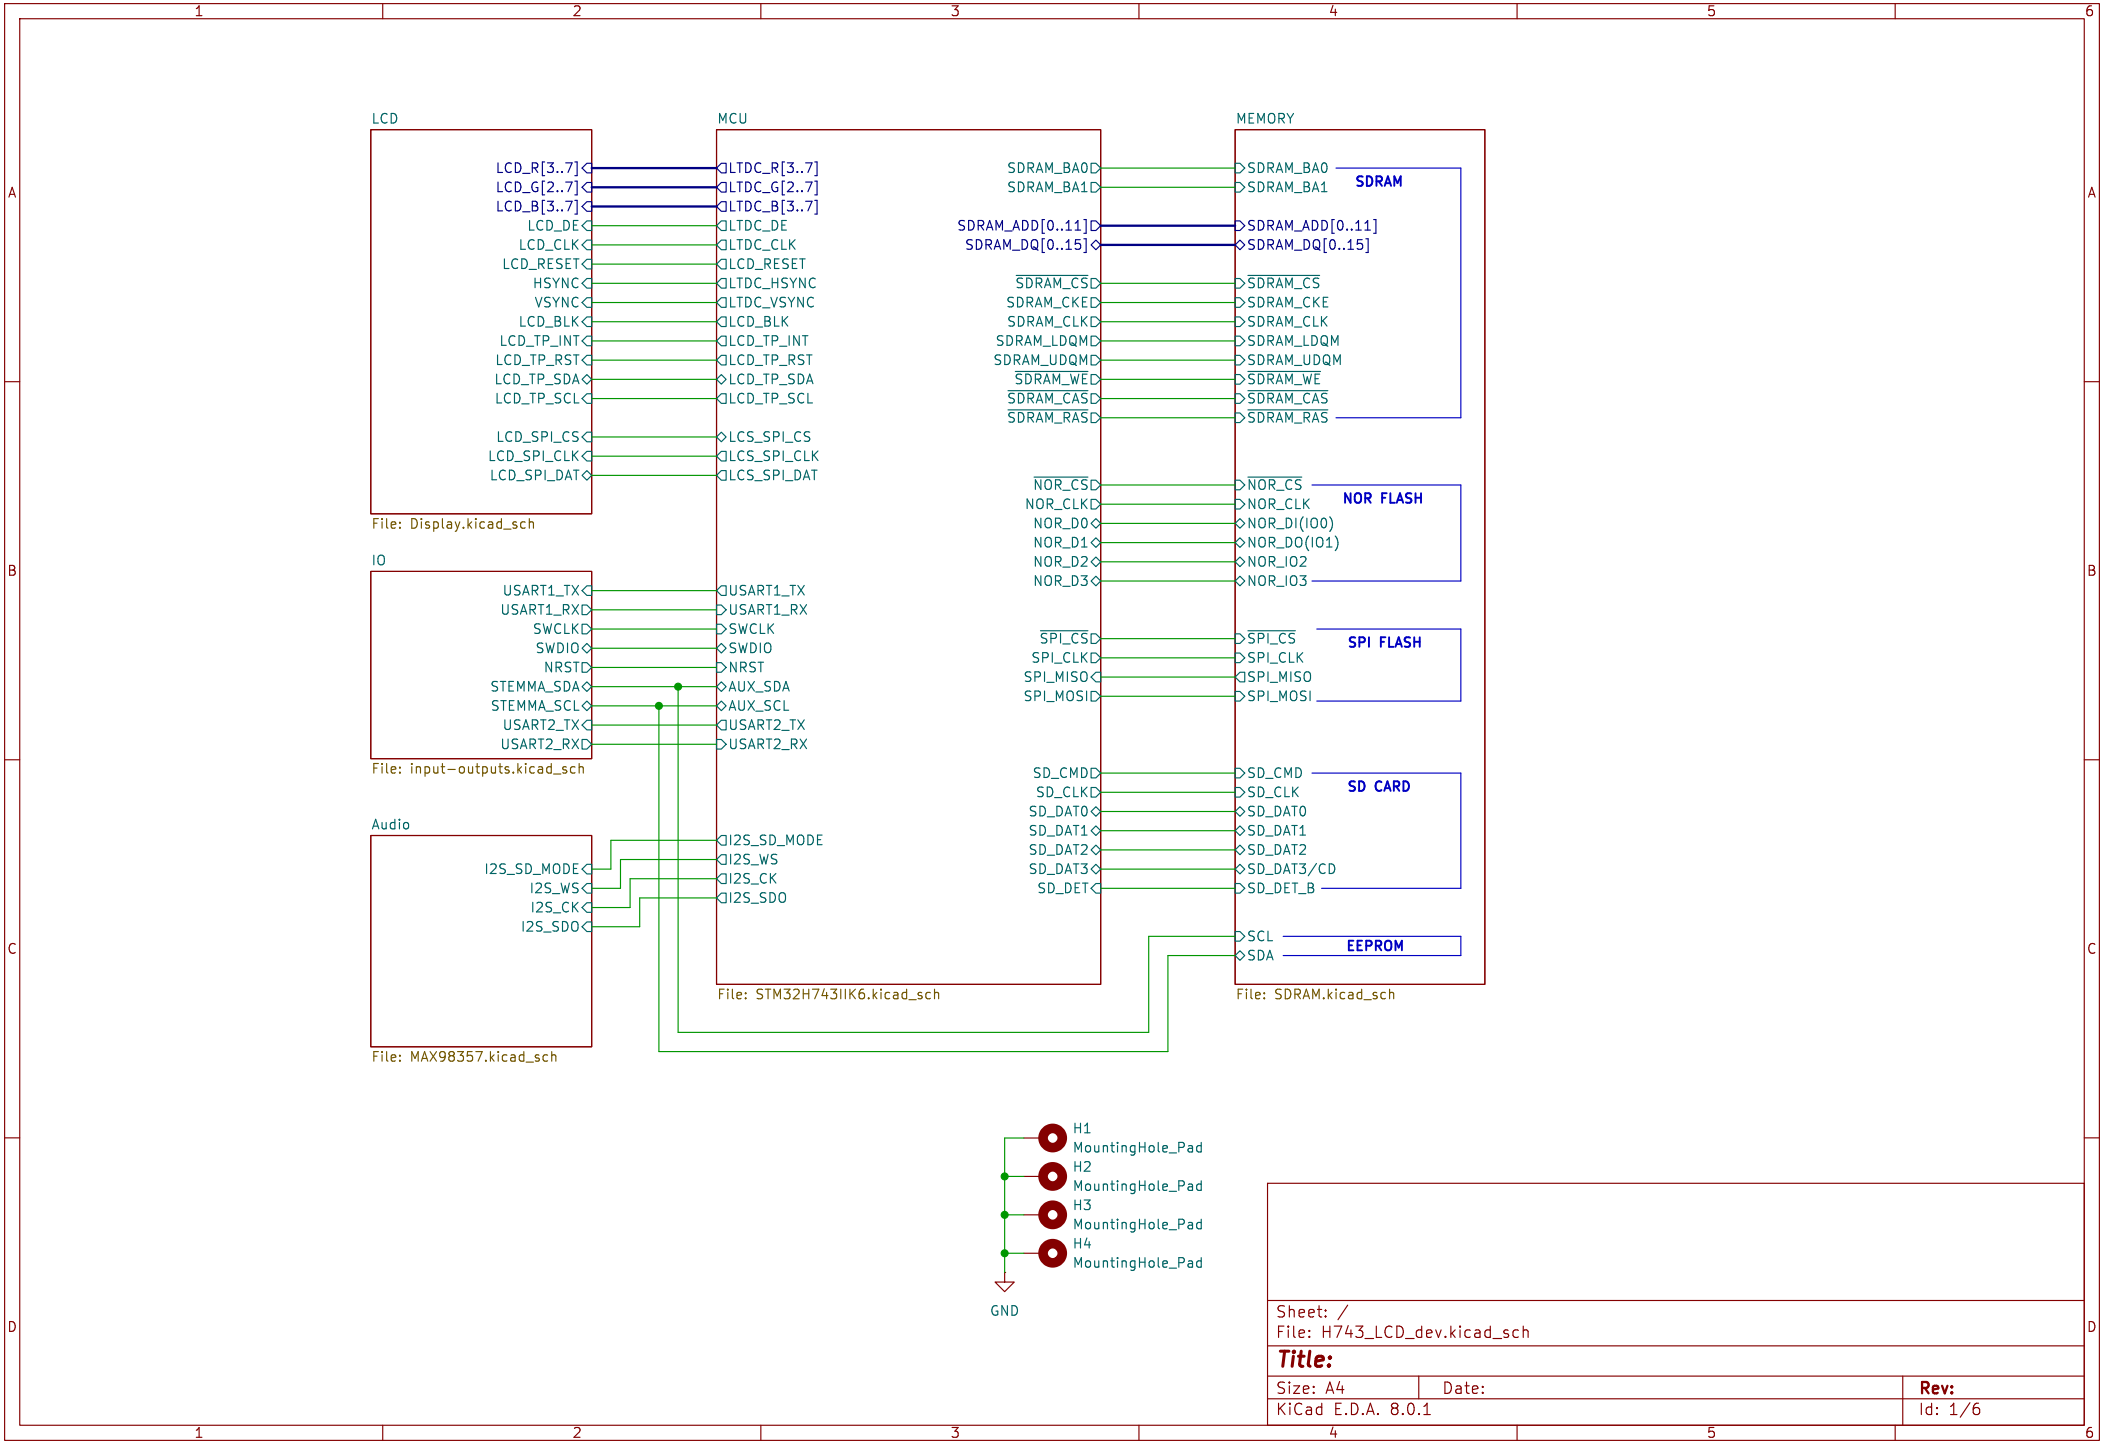 1 2 3 4 5 6
A
B
C
D
LCD
LCD_R[3..7]
LCD_G[2..7]
LCD_B[3..7]
LCD_DE
LCD_CLK
LCD_RESET
HSYNC
VSYNC
LCD_BLK
LCD_TP_INT
LCD_TP_RST
LCD_TP_SDA
LCD_TP_SCL
LCD_SPI_CS
LCD_SPI_CLK
LCD_SPI_DAT
File: Display.kicad_sch
IO
USART1_TX
USART1_RX
SWCLK
SWDIO
NRST
STEMMA_SDA
STEMMA_SCL
USART2_TX
USART2_RX
File: input-outputs.kicad_sch
Audio
I2S_SD_MODE
I2S_WS
I2S_CK
I2S_SDO
File: MAX98357.kicad_sch
MCU
LTDC_R[3..7]
LTDC_G[2..7]
LTDC_B[3..7]
LTDC_DE
LTDC_CLK
LCD_RESET
LTDC_HSYNC
LTDC_VSYNC
LCD_BLK
LCD_TP_INT
LCD_TP_RST
LCD_TP_SDA
LCD_TP_SCL
LCS_SPI_CS
LCS_SPI_CLK
LCS_SPI_DAT
USART1_TX
USART1_RX
SWCLK
SWDIO
NRST
AUX_SDA
AUX_SCL
USART2_TX
USART2_RX
I2S_SD_MODE
I2S_WS
I2S_CK
I2S_SDO
SDRAM_BA0
SDRAM_BA1
SDRAM_ADD[0..11]
SDRAM_DQ[0..15]
SDRAM_CS
SDRAM_CKE
SDRAM_CLK
SDRAM_LDQM
SDRAM_UDQM
SDRAM_WE
SDRAM_CAS
SDRAM_RAS
NOR_CS
NOR_CLK
NOR_D0
NOR_D1
NOR_D2
NOR_D3
SPI_CS
SPI_CLK
SPI_MISO
SPI_MOSI
SD_CMD
SD_CLK
SD_DAT0
SD_DAT1
SD_DAT2
SD_DAT3
SD_DET
File: STM32H743IIK6.kicad_sch
MEMORY
SDRAM_BA0
SDRAM
SDRAM_BA1
SDRAM_ADD[0..11]
SDRAM_DQ[0..15]
SDRAM_CS
SDRAM_CKE
SDRAM_CLK
SDRAM_LDQM
SDRAM_UDQM
SDRAM_WE
SDRAM_CAS
SDRAM_RAS
NOR_CS
NOR FLASH
NOR_CLK
NOR_DI(IO0)
NOR_DO(IO1)
NOR_IO2
NOR_IO3
SPI_CS
SPI FLASH
SPI_CLK
SPI_MISO
SPI_MOSI
SD_CMD
SD CARD
SD_CLK
SD_DAT0
SD_DAT1
SD_DAT2
SD_DAT3/CD
SD_DET_B
SCL
EEPROM
SDA
File: SDRAM.kicad_sch
H1
MountingHole_Pad
H2
MountingHole_Pad
H3
MountingHole_Pad
H4
MountingHole_Pad
GND
Sheet: /
File: H743_LCD_dev.kicad_sch
Title:
Size: A4 Date: Rev:
KiCad E.D.A. 8.0.1 Id: 1/6
A
B
C
D
1 2 3 4 5 6